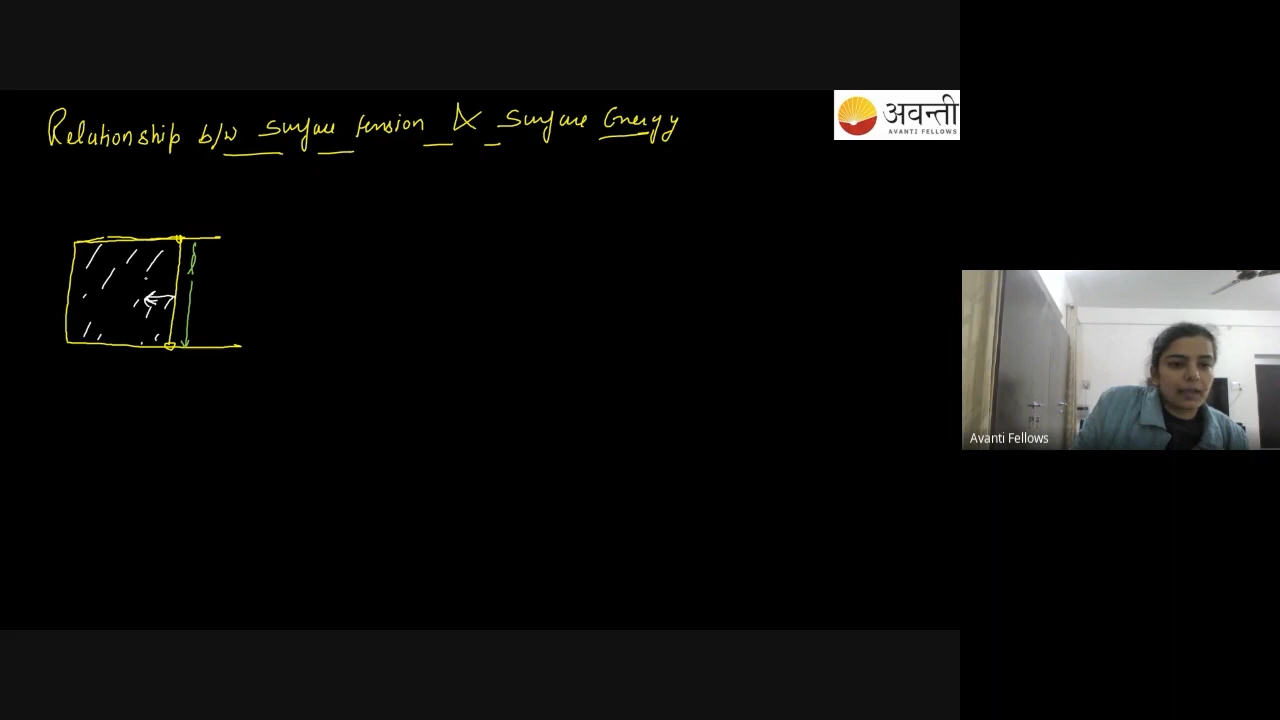 Relationship b/w Surface tension & Surface Energy
अवन्ती
AVANTI FELLOWS
l
Avanti Fellows